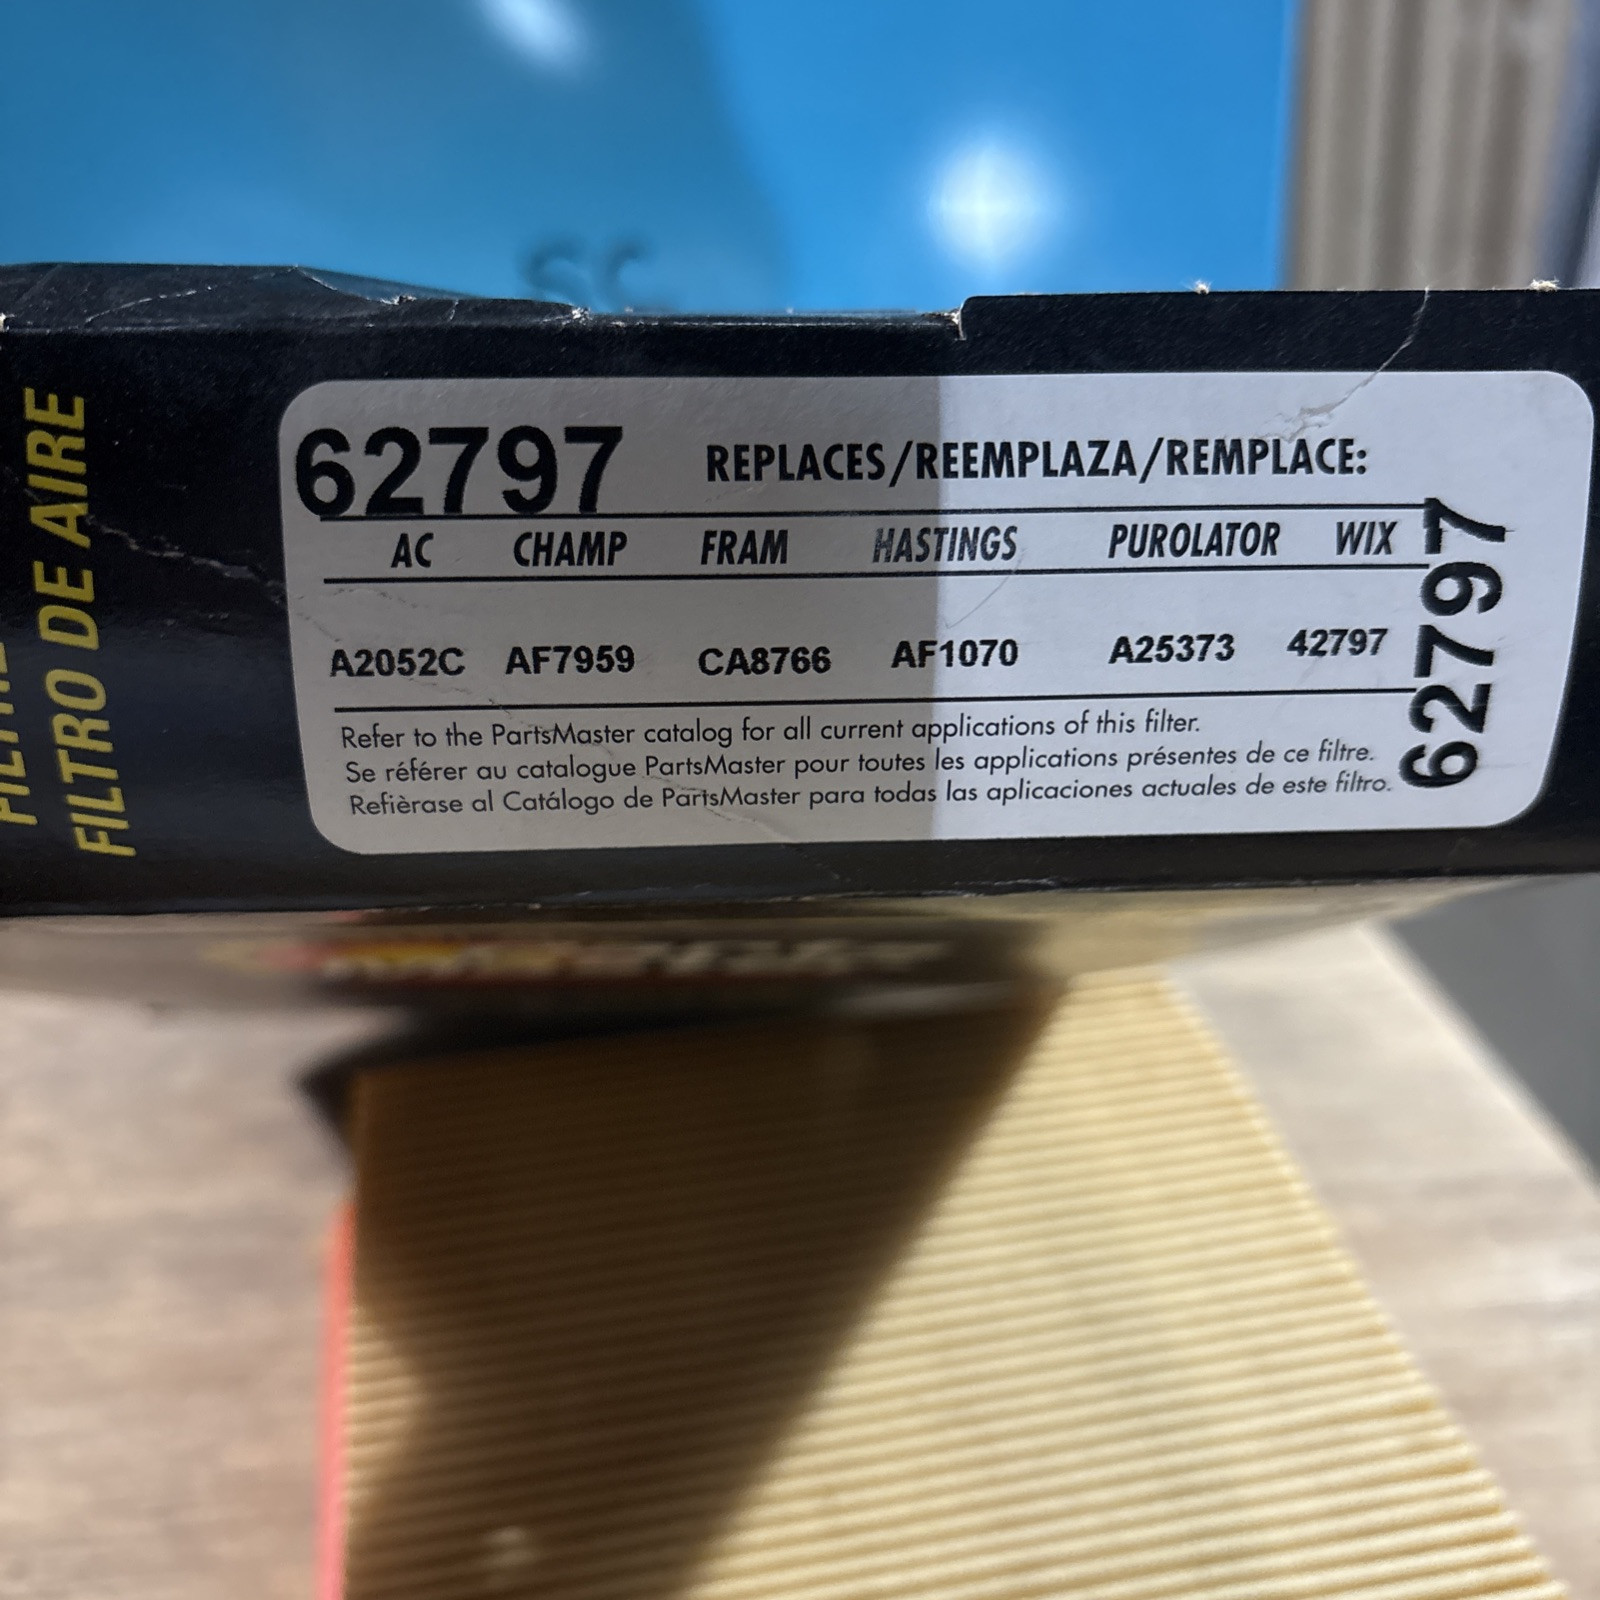 FILTRO DE AIRE
62797 REPLACES/REEMPLAZA/REMPLACE:
AC CHAMP FRAM HASTINGS PUROLATOR WIX
A2052C AF7959 CA8766 AF1070 A25373 42797
Refer to the PartsMaster catalog for all current applications of this filter.
Se référer au catalogue PartsMaster pour toutes les applications présentes de ce filtre.
Refièrase al Catálogo de PartsMaster para todas las aplicaciones actuales de este filtro.
62797